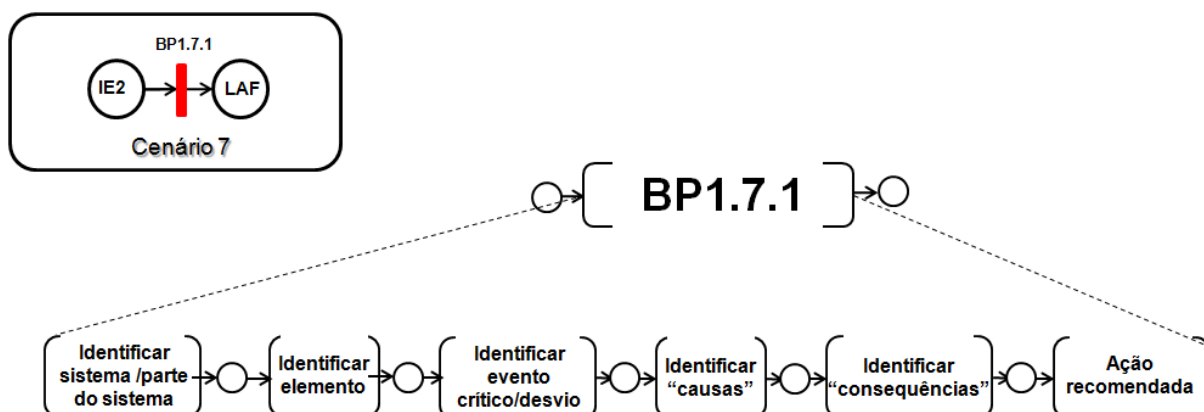 BP1.7.1
IE2
LAF
Cenário 7
BP1.7.1
Identificar
sistema /parte
do sistema
Identificar
elemento
Identificar
evento
crítico/desvio
Identificar
“causas”
Identificar
“consequências”
Ação
recomendada